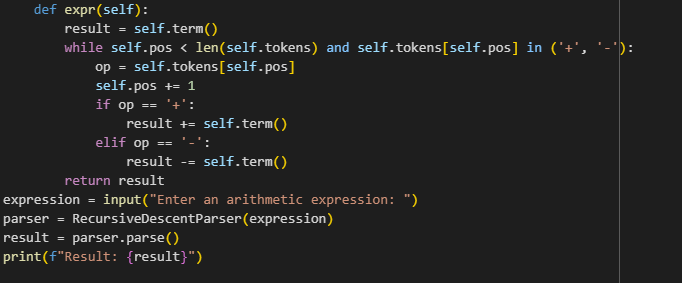 def expr(self):
        result = self.term()
        while self.pos < len(self.tokens) and self.tokens[self.pos] in ('+', '-'):
            op = self.tokens[self.pos]
            self.pos += 1
            if op == '+':
                result += self.term()
            elif op == '-':
                result -= self.term()
        return result
expression = input("Enter an arithmetic expression: ")
parser = RecursiveDescentParser(expression)
result = parser.parse()
print(f"Result: {result}")